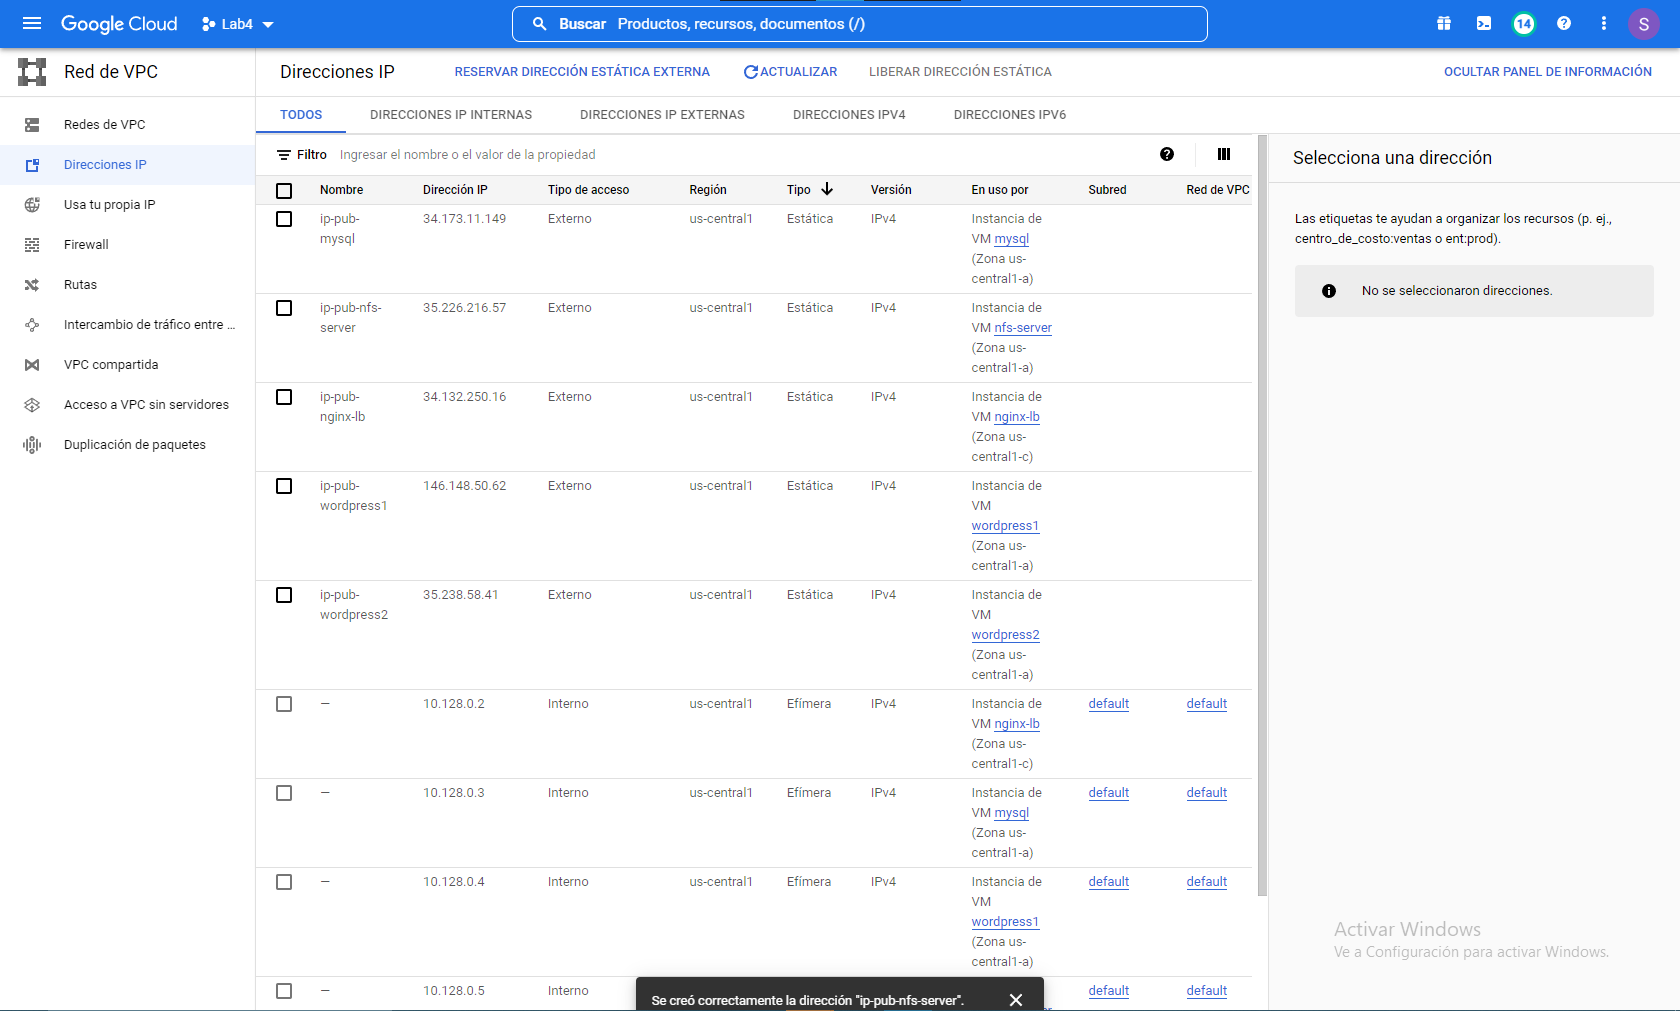 Google Cloud
Lab4
Buscar Productos, recursos, documentos (/)
14
S
Red de VPC
Direcciones IP
RESERVAR DIRECCIÓN ESTÁTICA EXTERNA
ACTUALIZAR
LIBERAR DIRECCIÓN ESTÁTICA
OCULTAR PANEL DE INFORMACIÓN
Redes de VPC
Direcciones IP
Usa tu propia IP
Firewall
Rutas
Intercambio de tráfico entre ...
VPC compartida
Acceso a VPC sin servidores
Duplicación de paquetes
TODOS
DIRECCIONES IP INTERNAS
DIRECCIONES IP EXTERNAS
DIRECCIONES IPV4
DIRECCIONES IPV6
Filtro Ingresar el nombre o el valor de la propiedad
Nombre Dirección IP Tipo de acceso Región Tipo Versión En uso por Subred Red de VPC
ip-pub- 34.173.11.149 Externo us-central1 Estática IPv4 Instancia de
mysql VM mysql
(Zona us-
central1-a)
ip-pub-nfs- 35.226.216.57 Externo us-central1 Estática IPv4 Instancia de
server VM nfs-server
(Zona us-
central1-a)
ip-pub- 34.132.250.16 Externo us-central1 Estática IPv4 Instancia de
nginx-lb VM nginx-lb
(Zona us-
central1-c)
ip-pub- 146.148.50.62 Externo us-central1 Estática IPv4 Instancia de
wordpress1 VM
wordpress1
(Zona us-
central1-a)
ip-pub- 35.238.58.41 Externo us-central1 Estática IPv4 Instancia de
wordpress2 VM
wordpress2
(Zona us-
central1-a)
— 10.128.0.2 Interno us-central1 Efímera IPv4 Instancia de default default
VM nginx-lb
(Zona us-
central1-c)
— 10.128.0.3 Interno us-central1 Efímera IPv4 Instancia de default default
VM mysql
(Zona us-
central1-a)
— 10.128.0.4 Interno us-central1 Efímera IPv4 Instancia de default default
VM
wordpress1
(Zona us-
central1-a)
— 10.128.0.5 Interno default default
Se creó correctamente la dirección "ip-pub-nfs-server".
Selecciona una dirección
Las etiquetas te ayudan a organizar los recursos (p. ej.,
centro_de_costo:ventas o ent:prod).
No se seleccionaron direcciones.
Activar Windows
Ve a Configuración para activar Windows.